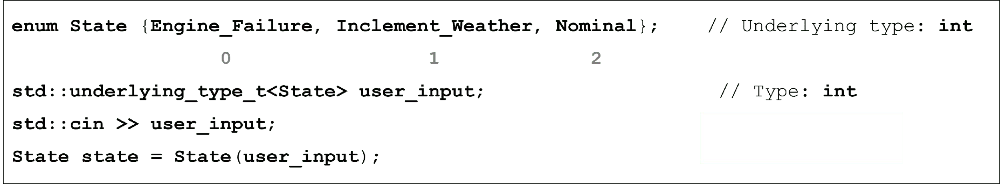 enum State {Engine_Failure, Inclement_Weather, Nominal}; // Underlying type: int
0 1 2
std::underlying_type_t<State> user_input; // Type: int
std::cin >> user_input;
State state = State(user_input);